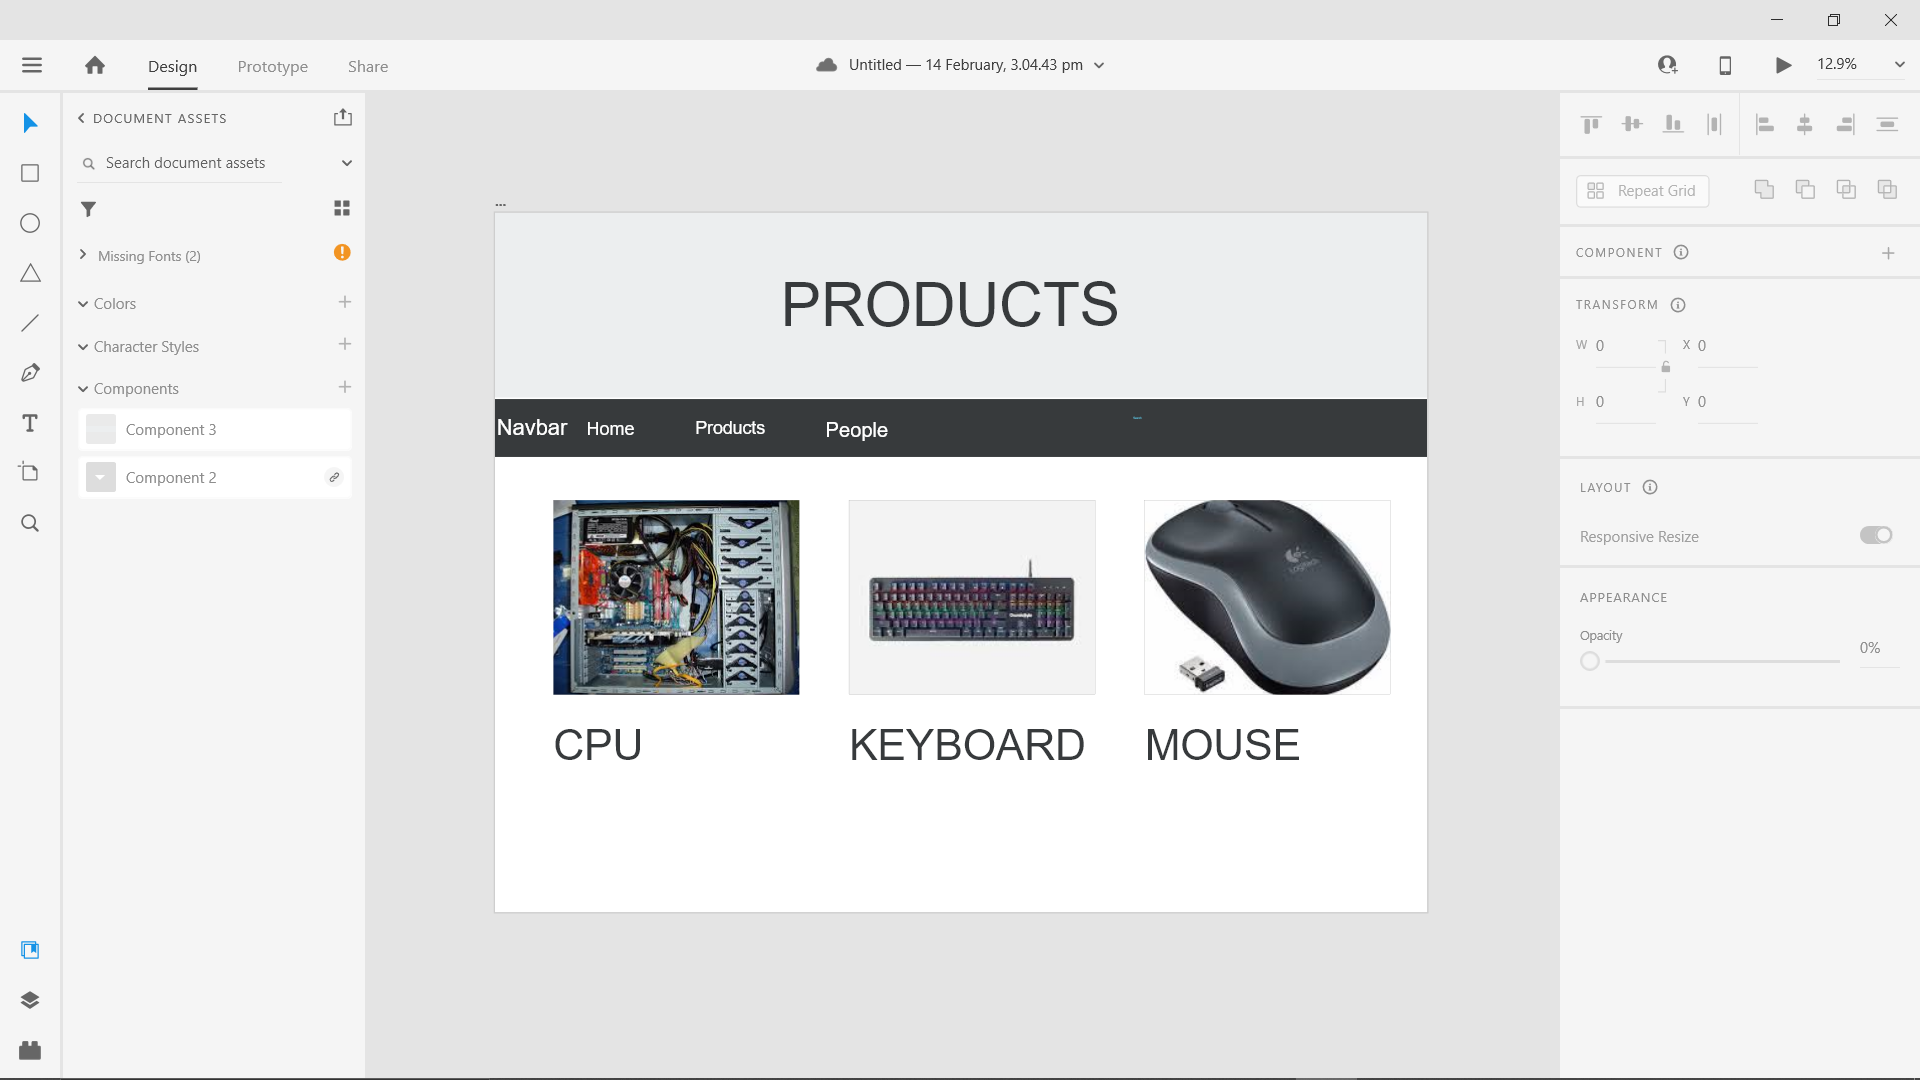 Design Prototype Share
Untitled — 14 February, 3.04.43 pm
12.9%
DOCUMENT ASSETS
Search document assets
Missing Fonts (2)
Colors
Character Styles
Components
Component 3
Component 2
...
PRODUCTS
Navbar Home Products People
Logitech
CPU KEYBOARD MOUSE
Repeat Grid
COMPONENT
TRANSFORM
W 0 X 0
H 0 Y 0
LAYOUT
Responsive Resize
APPEARANCE
Opacity
0%